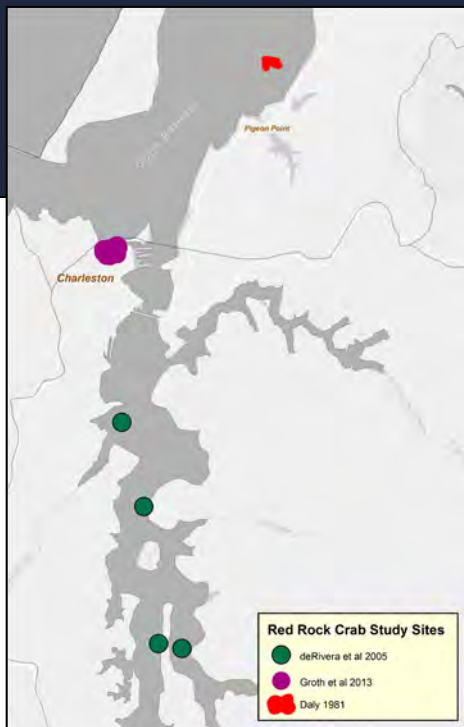 Pigeon Point
Charleston
Red Rock Crab Study Sites
deRivera et al 2005
Groth et al 2013
Daly 1981